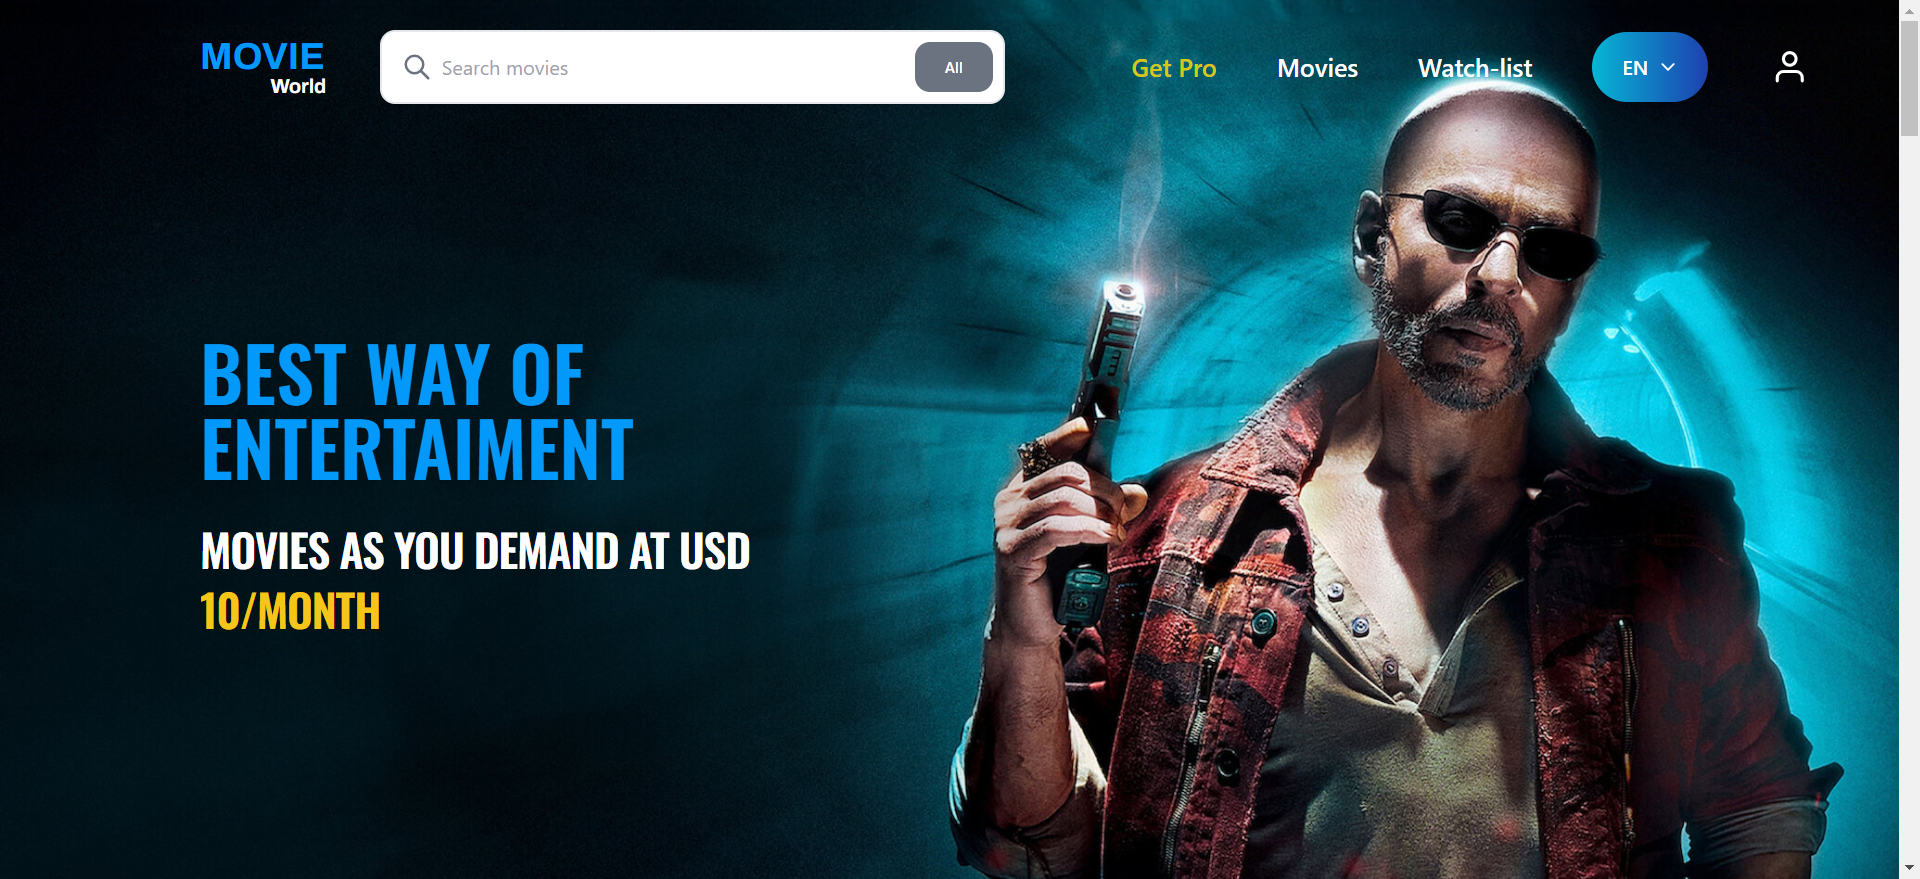 MOVIE
World
Search movies
All
Get Pro
Movies
Watch-list
EN
BEST WAY OF
ENTERTAIMENT
MOVIES AS YOU DEMAND AT USD
10/MONTH